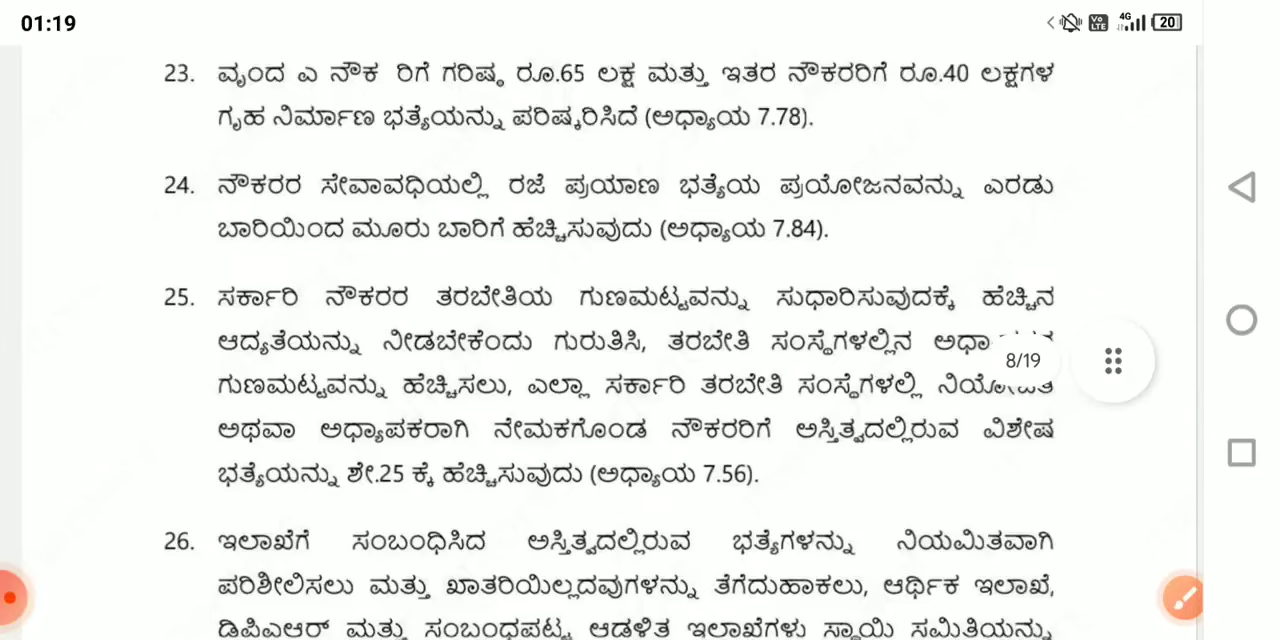 01:19
4G
Vo LTE
20
23. ವೃಂದ ಎ ನೌಕ ರಿಗೆ ಗರಿಷ್ಠ ರೂ.65 ಲಕ್ಷ ಮತ್ತು ಇತರ ನೌಕರರಿಗೆ ರೂ.40 ಲಕ್ಷಗಳ
ಗೃಹ ನಿರ್ಮಾಣ ಭತ್ಯೆಯನ್ನು ಪರಿಷ್ಕರಿಸಿದೆ (ಅಧ್ಯಾಯ 7.78).
24. ನೌಕರರ ಸೇವಾವಧಿಯಲ್ಲಿ ರಜೆ ಪ್ರಯಾಣ ಭತ್ಯೆಯ ಪ್ರಯೋಜನವನ್ನು ಎರಡು
ಬಾರಿಯಿಂದ ಮೂರು ಬಾರಿಗೆ ಹೆಚ್ಚಿಸುವುದು (ಅಧ್ಯಾಯ 7.84).
25. ಸರ್ಕಾರಿ ನೌಕರರ ತರಬೇತಿಯ ಗುಣಮಟ್ಟವನ್ನು ಸುಧಾರಿಸುವುದಕ್ಕೆ ಹೆಚ್ಚಿನ
ಆದ್ಯತೆಯನ್ನು ನೀಡಬೇಕೆಂದು ಗುರುತಿಸಿ, ತರಬೇತಿ ಸಂಸ್ಥೆಗಳಲ್ಲಿನ
8/19
ಗುಣಮಟ್ಟವನ್ನು ಹೆಚ್ಚಿಸಲು, ಎಲ್ಲಾ ಸರ್ಕಾರಿ ತರಬೇತಿ ಸಂಸ್ಥೆಗಳಲ್ಲಿ
ಅಥವಾ ಅಧ್ಯಾಪಕರಾಗಿ ನೇಮಕಗೊಂಡ ನೌಕರರಿಗೆ ಅಸ್ತಿತ್ವದಲ್ಲಿರುವ ವಿಶೇಷ
ಭತ್ಯೆಯನ್ನು ಶೇ.25 ಕ್ಕೆ ಹೆಚ್ಚಿಸುವುದು (ಅಧ್ಯಾಯ 7.56).
26. ಇಲಾಖೆಗೆ ಸಂಬಂಧಿಸಿದ ಅಸ್ತಿತ್ವದಲ್ಲಿರುವ ಭತ್ಯೆಗಳನ್ನು ನಿಯಮಿತವಾಗಿ
ಪರಿಶೀಲಿಸಲು ಮತ್ತು ಖಾತರಿಯಿಲ್ಲದವುಗಳನ್ನು ತೆಗೆದುಹಾಕಲು, ಆರ್ಥಿಕ ಇಲಾಖೆ,
ಡಿಪಿಎಆರ್ ಮತ್ತು ಸಂಬಂಧಪಟ್ಟ ಆಡಳಿತ ಇಲಾಖೆಗಳು ಸ್ಥಾಯಿ ಸಮಿತಿಯನ್ನು